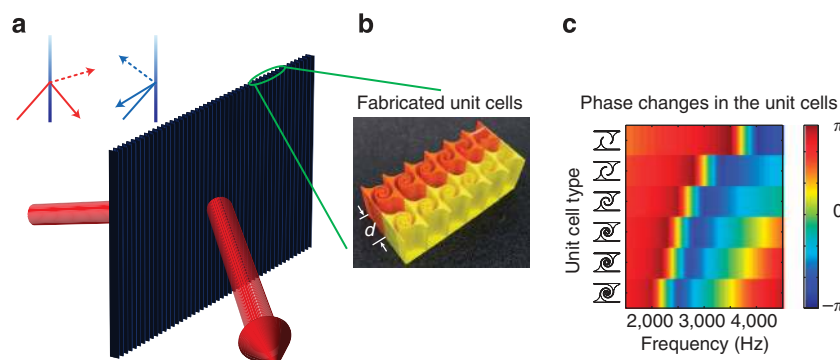 a
b
c
Fabricated unit cells
d
Phase changes in the unit cells
Unit cell type
π
0
−π
2,000 3,000 4,000
Frequency (Hz)